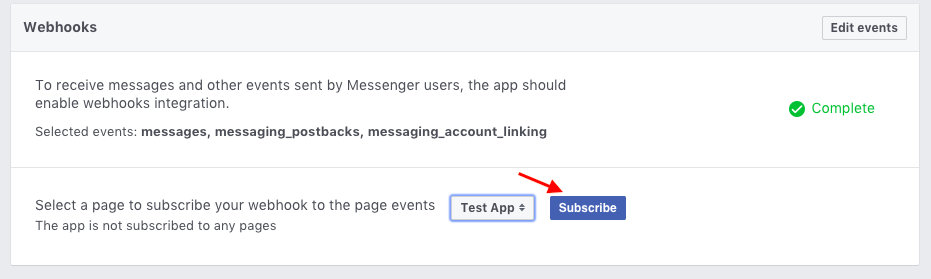 Webhooks
Edit events
To receive messages and other events sent by Messenger users, the app should
enable webhooks integration.
Complete
Selected events: messages, messaging_postbacks, messaging_account_linking
Select a page to subscribe your webhook to the page events
Test App
Subscribe
The app is not subscribed to any pages